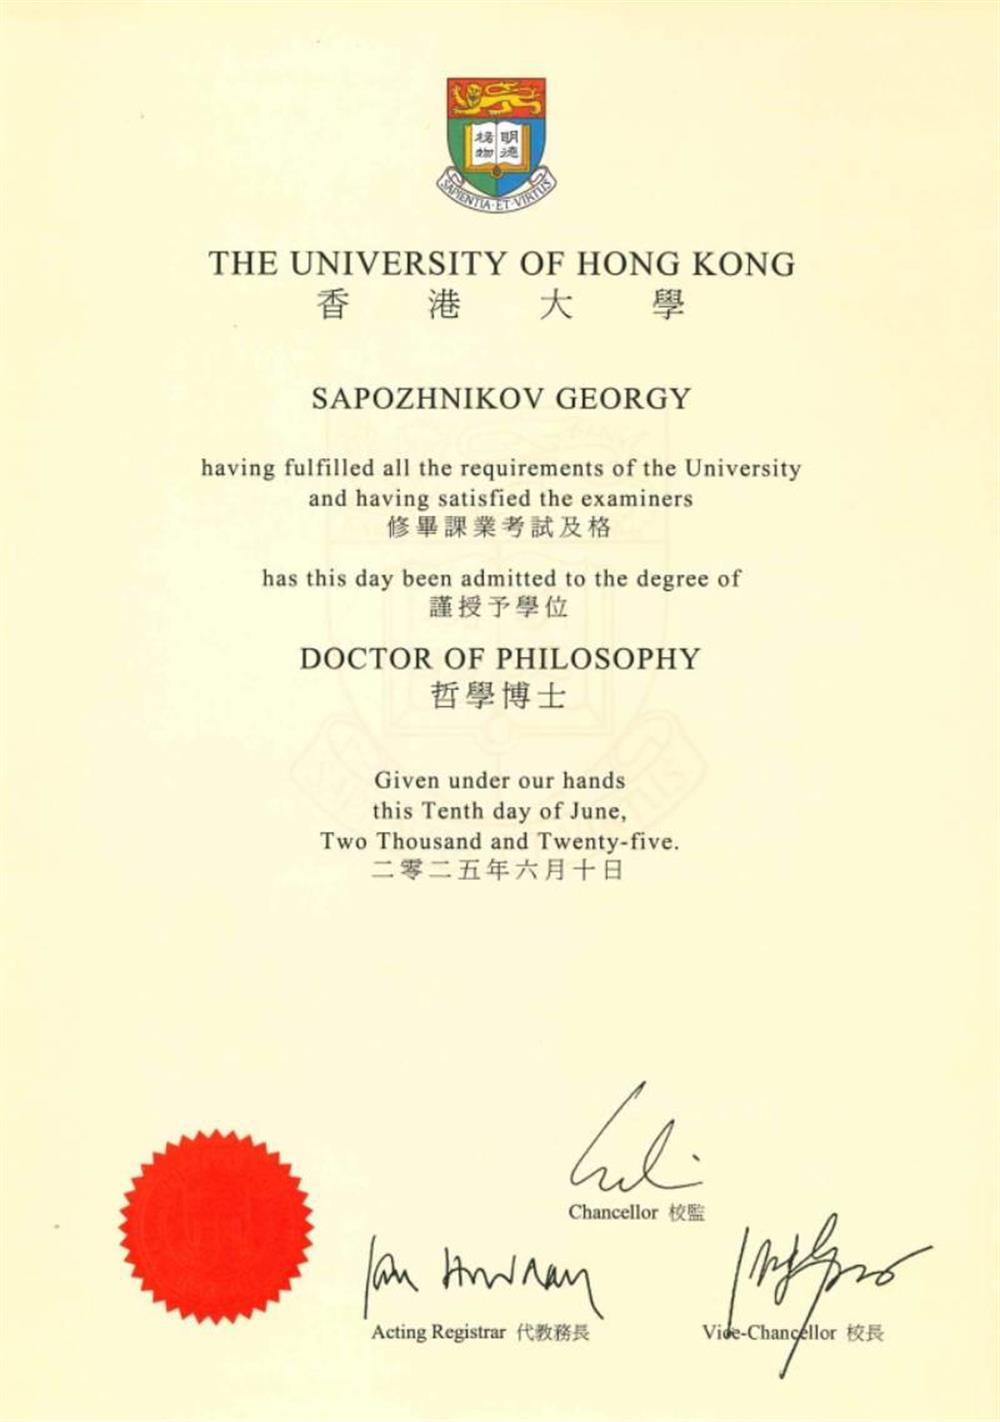 明德
格物
SAPIENTIA·ET·VIRTUS
THE UNIVERSITY OF HONG KONG
香港大學
SAPOZHNIKOV GEORGY
having fulfilled all the requirements of the University
and having satisfied the examiners
修畢課業考試及格
has this day been admitted to the degree of
謹授予學位
DOCTOR OF PHILOSOPHY
哲學博士
Given under our hands
this Tenth day of June,
Two Thousand and Twenty-five.
二零二五年六月十日
Chancellor 校監
Acting Registrar 代教務長
Vice-Chancellor 校長